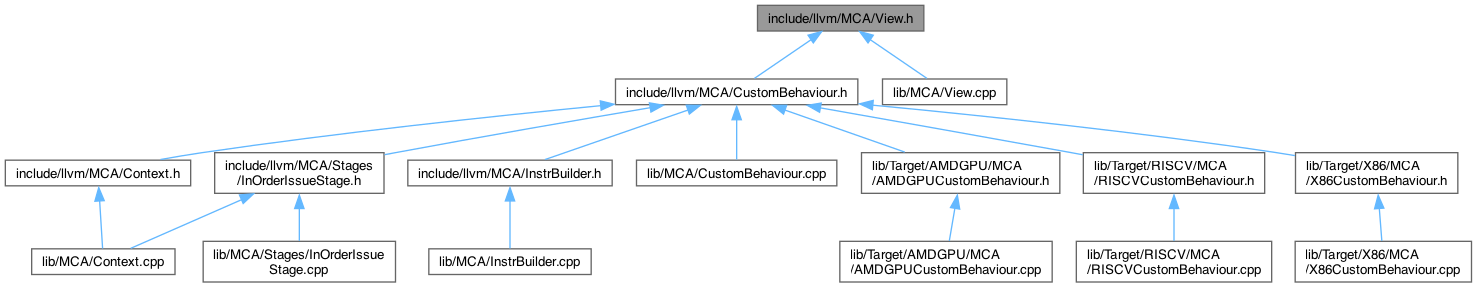 include/llvm/MCA/View.h
include/llvm/MCA/CustomBehaviour.h
lib/MCA/View.cpp
include/llvm/MCA/Context.h
include/llvm/MCA/Stages
/InOrderIssueStage.h
include/llvm/MCA/InstrBuilder.h
lib/MCA/CustomBehaviour.cpp
lib/Target/AMDGPU/MCA
/AMDGPUCustomBehaviour.h
lib/Target/RISCV/MCA
/RISCVCustomBehaviour.h
lib/Target/X86/MCA
/X86CustomBehaviour.h
lib/MCA/Context.cpp
lib/MCA/Stages/InOrderIssue
Stage.cpp
lib/MCA/InstrBuilder.cpp
lib/Target/AMDGPU/MCA
/AMDGPUCustomBehaviour.cpp
lib/Target/RISCV/MCA
/RISCVCustomBehaviour.cpp
lib/Target/X86/MCA
/X86CustomBehaviour.cpp